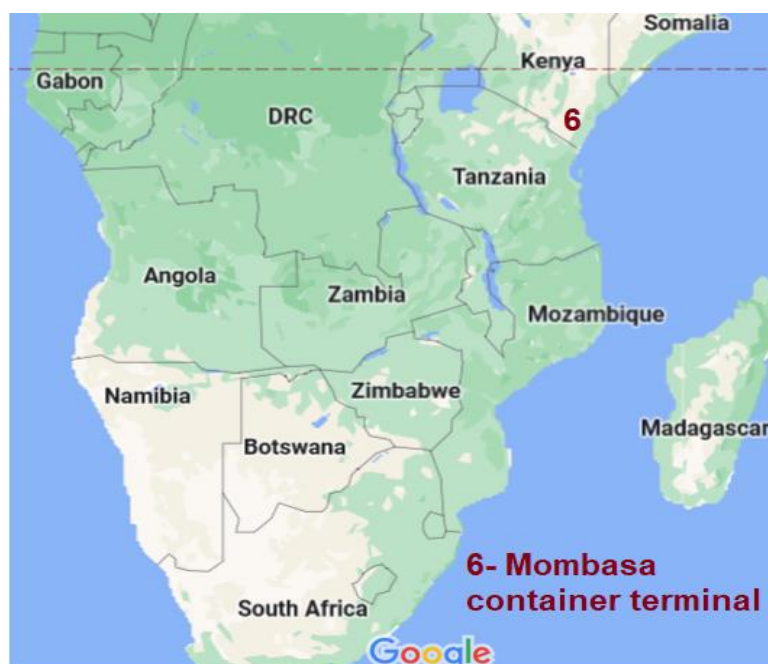 Somalia
Kenya
Gabon
DRC
6
Tanzania
Angola
Zambia
Mozambique
Namibia
Zimbabwe
Botswana
Madagascar
6- Mombasa
container terminal
South Africa
Google